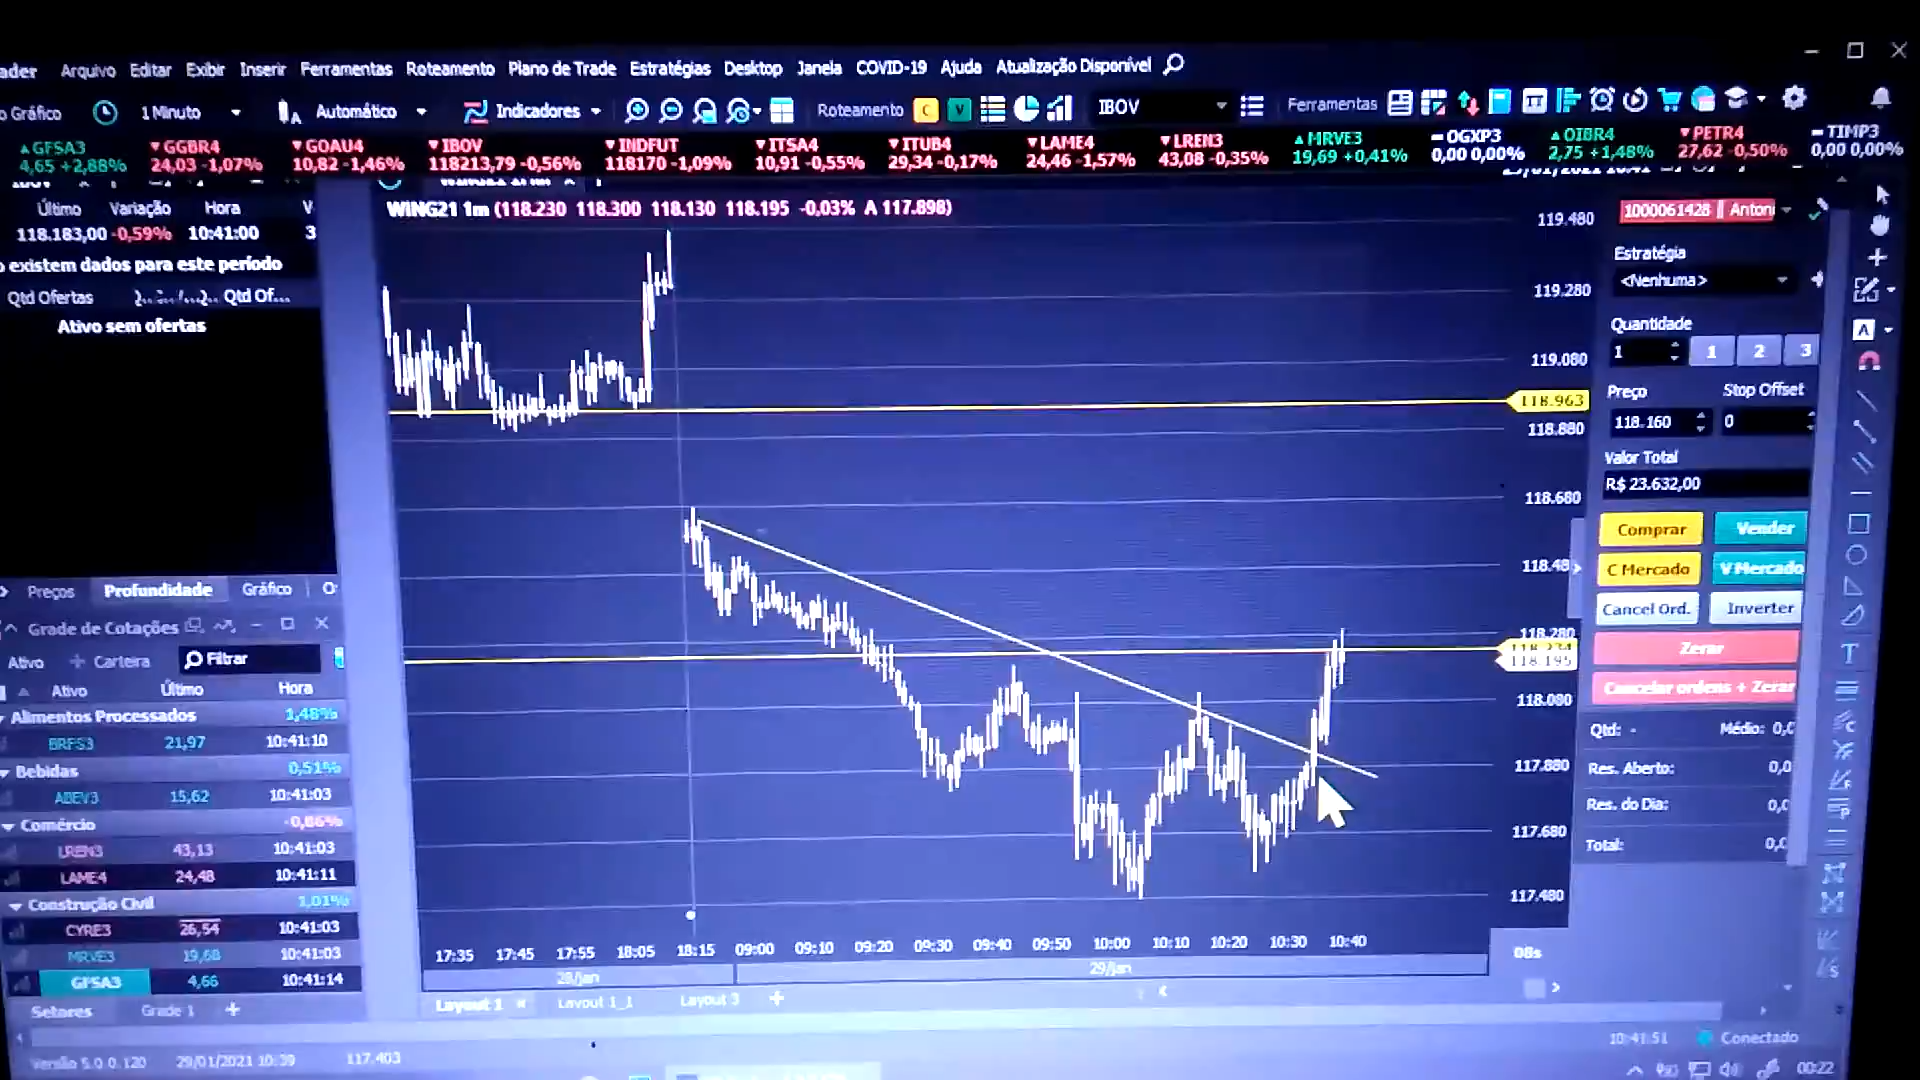 ader Arquivo Editar Exibir Inserir Ferramentas Roteamento Plano de Trade Estratégias Desktop Janela COVID-19 Ajuda Atualização Disponível
o Gráfico 1 Minuto Automático Indicadores Roteamento C V IBOV Ferramentas
GFSA3 GGBR4 GOAU4 IBOV INDFUT ITSA4 ITUB4 LAME4 LREN3 MRVE3 OGXP3 OIBR4 PETR4 TIMP3
4,65 +2,88% 24,03 -1,07% 10,82 -1,46% 118213,79 -0,56% 118170 -1,09% 10,91 -0,55% 29,34 -0,17% 24,46 -1,57% 43,08 -0,35% 19,69 +0,41% 0,00 0,00% 2,75 +1,48% 27,62 -0,50% 0,00 0,00%
Último Variação Hora V
118.183,00 -0,59% 10:41:00 3
o existem dados para este período
Qtd Ofertas Qtd Of...
Ativo sem ofertas
Preços Profundidade Gráfico O
Grade de Cotações
Ativo + Carteira Filtrar
Ativo Último Hora
Alimentos Processados 1,48%
BRFS3 21,97 10:41:10
Bebidas 0,51%
ABEV3 15,62 10:41:03
Comércio -0,86%
LREN3 43,13 10:41:03
LAME4 24,48 10:41:11
Construção Civil 1,01%
CYRE3 26,54 10:41:03
MRVE3 19,68 10:41:03
GFSA3 4,66 10:41:14
Setores Grade 1 +
WING21 1m (118.230 118.300 118.130 118.195 -0,03% A 117.898)
119.480
119.280
119.080
118.963
118.880
118.680
118.48
118.280
118.195
118.080
117.880
117.680
117.480
17:35 17:45 17:55 18:05 18:15 09:00 09:10 09:20 09:30 09:40 09:50 10:00 10:10 10:20 10:30 10:40
28/jan 29/jan
08s
Layout 1 Layout 1_1 Layout 3 +
1000061428 | Antoni
Estratégia
<Nenhuma>
Quantidade
1 1 2 3
Preço Stop Offset
118.160 0
Valor Total
R$ 23.632,00
Comprar Vender
C Mercado V Mercado
Cancel Ord. Inverter
Zerar
Cancelar ordens + Zerar
Qtd: - Médio: 0,0
Res. Aberto: 0,0
Res. do Dia: 0,0
Total: 0,0
Versão 5.0.0.120 29/01/2021 10:39 117.403
10:41:51 Conectado
00:22